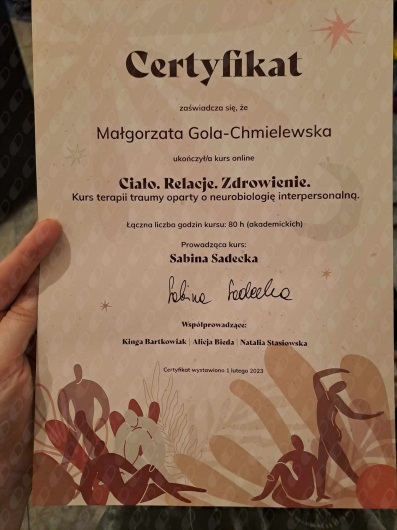 Certyfikat
zaświadcza się, że
Małgorzata Gola-Chmielewska
ukończył/a kurs online
Ciało. Relacje. Zdrowienie.
Kurs terapii traumy oparty o neurobiologię interpersonalną.
Łączna liczba godzin kursu: 80 h (akademickich)
Prowadząca kurs:
Sabina Sadecka
Sabina Sadecka
Współprowadzące:
Kinga Bartkowiak | Alicja Bieda | Natalia Stasiowska
Certyfikat wystawiono 1 lutego 2023